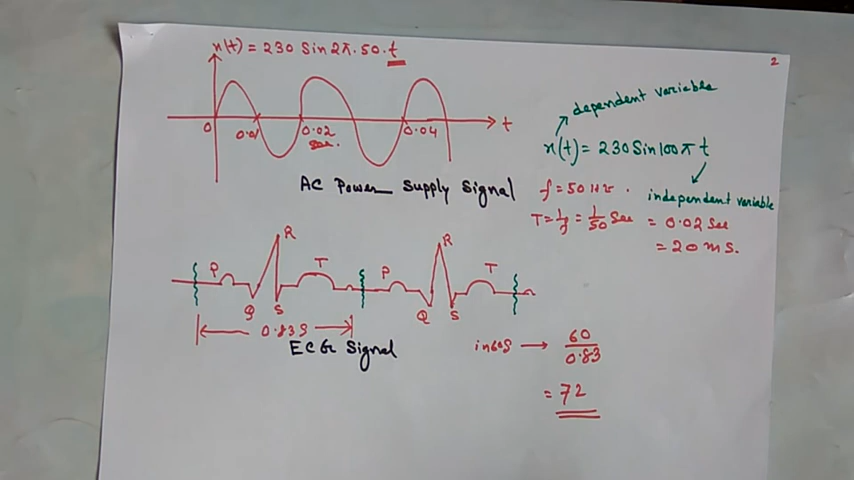 2
x(t) = 230 Sin 2π.50.t
0 0.01 0.02 0.04 t
Sec.
AC Power Supply Signal
dependent variable
x(t) = 230 Sin 100 π t
independent variable
f = 50 Hz.
T = 1/f = 1/50 Sec = 0.02 Sec
= 20 mS.
P Q R S T P Q R S T
0.83 S
ECG Signal
in 60S → 60/0.83
= 72